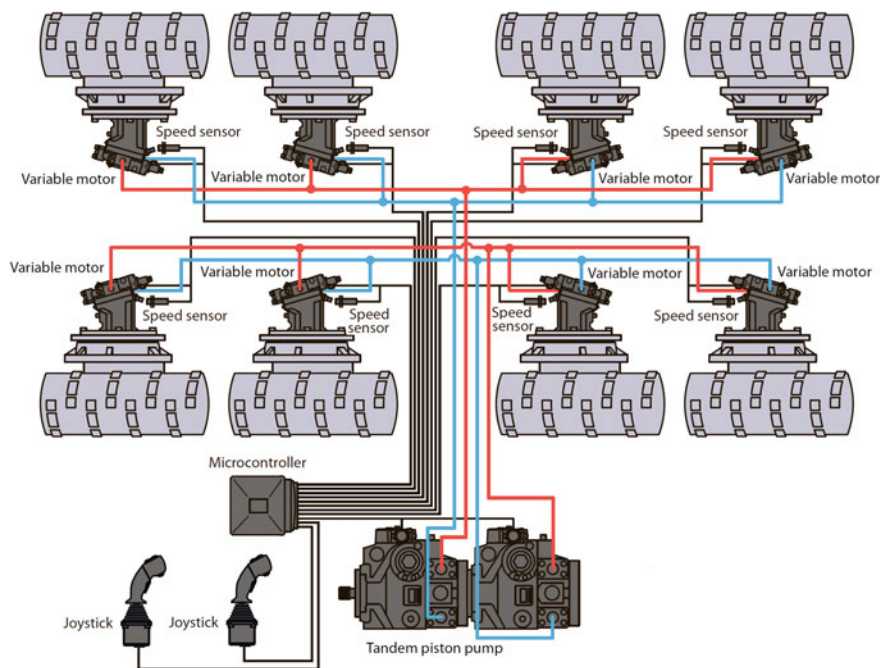 Speed sensor
Speed sensor
Speed sensor
Speed sensor
Variable motor
Variable motor
Variable motor
Variable motor
Variable motor
Variable motor
Variable motor
Variable motor
Speed sensor
Speed
sensor
Speed
sensor
Speed sensor
Microcontroller
Joystick
Joystick
Tandem piston pump